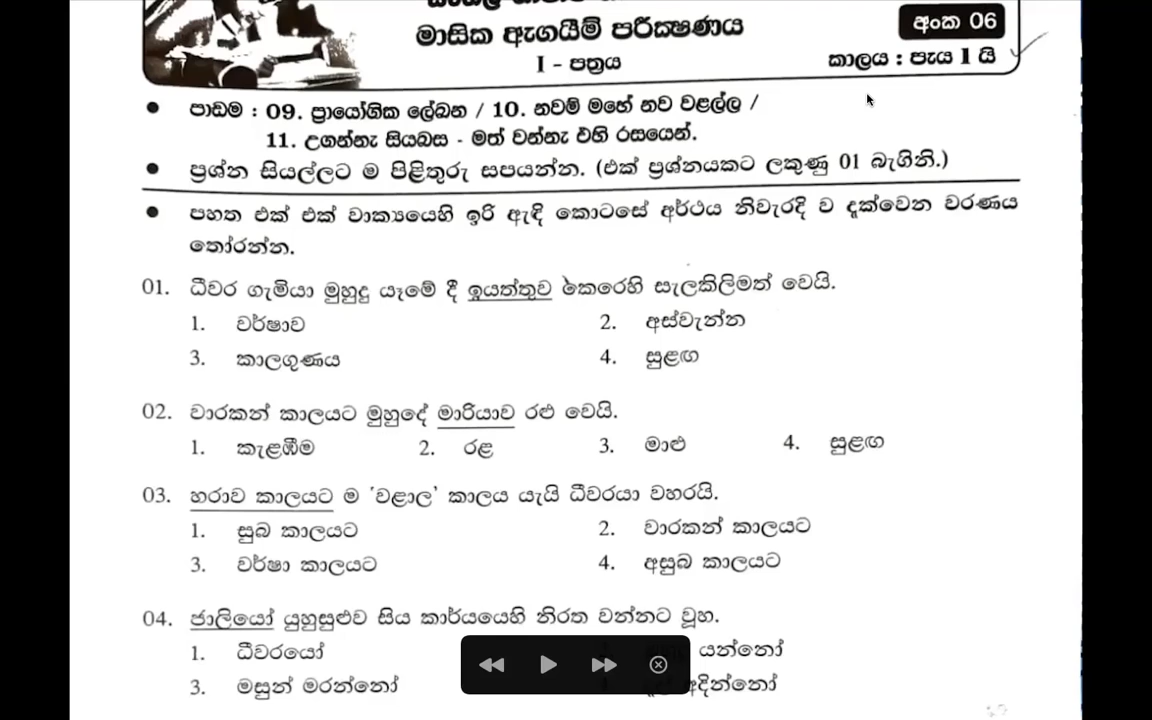 මාසික ඇගයීම් පරීක්ෂණය
අංක 06
I - පත්‍රය
කාලය : පැය 1 යි
● පාඩම : 09. ප්‍රායෝගික ලේඛන / 10. නවම් මහේ නව වළල්ල /
11. උගන්නැ සියබස - මත් වන්නැ එහි රසයෙන්.
● ප්‍රශ්න සියල්ලට ම පිළිතුරු සපයන්න. (එක් ප්‍රශ්නයකට ලකුණු 01 බැගිනි.)
● පහත එක් එක් වාක්‍යයෙහි ඉරි ඇඳි කොටසේ අර්ථය නිවැරදි ව දැක්වෙන වරණය
තෝරන්න.
01. ධීවර ගැමියා මුහුදු යෑමේ දී ඉයත්තුව කෙරෙහි සැලකිලිමත් වෙයි.
1. වර්ෂාව 2. අස්වැන්න
3. කාලගුණය 4. සුළඟ
02. වාරකන් කාලයට මුහුදේ මාරියාව රළු වෙයි.
1. කැළඹීම 2. රළ 3. මාළු 4. සුළඟ
03. හරාව කාලයට ම 'වළාල' කාලය යැයි ධීවරයා වහරයි.
1. සුබ කාලයට 2. වාරකන් කාලයට
3. වර්ෂා කාලයට 4. අසුබ කාලයට
04. ජාලියෝ යුහුසුළුව සිය කාර්යයෙහි නිරත වන්නට වූහ.
1. ධීවරයෝ යන්නෝ
3. මසුන් මරන්නෝ අදින්නෝ